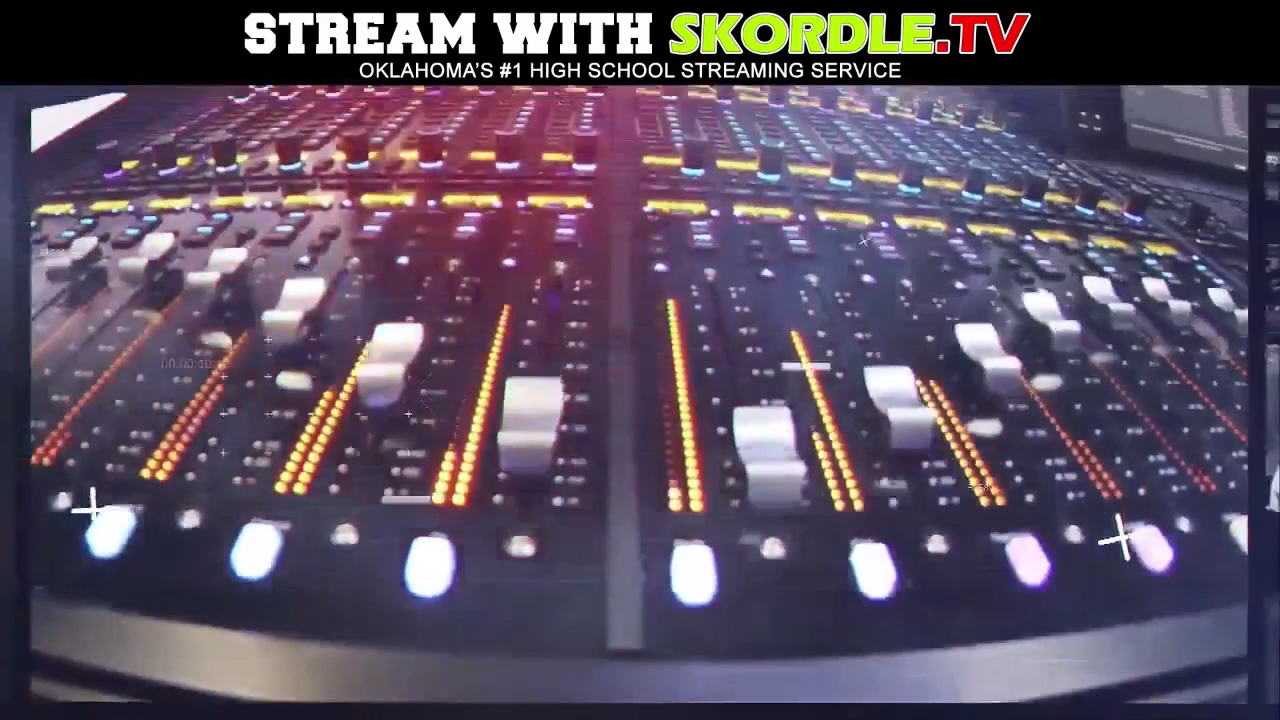 STREAM WITH SKORDLE.TV
OKLAHOMA'S #1 HIGH SCHOOL STREAMING SERVICE